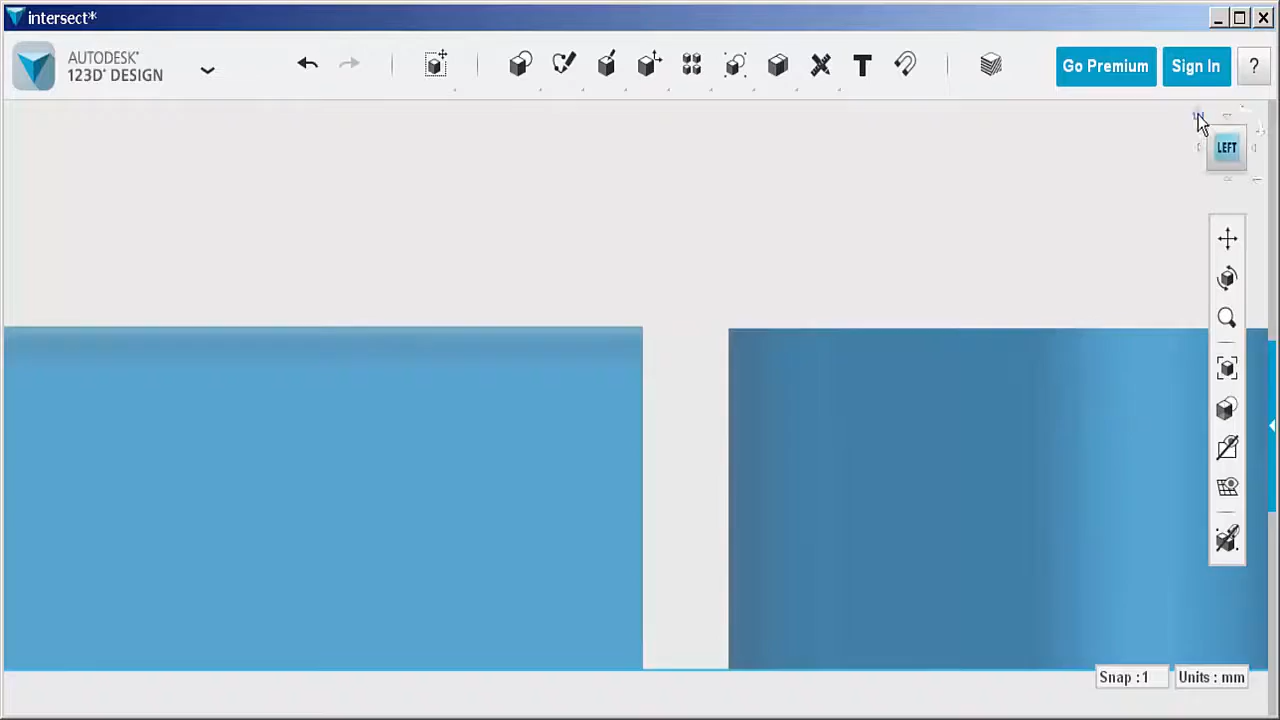 intersect*
AUTODESK®
123D® DESIGN
T
Go Premium
Sign In
?
LEFT
Snap : 1
Units : mm